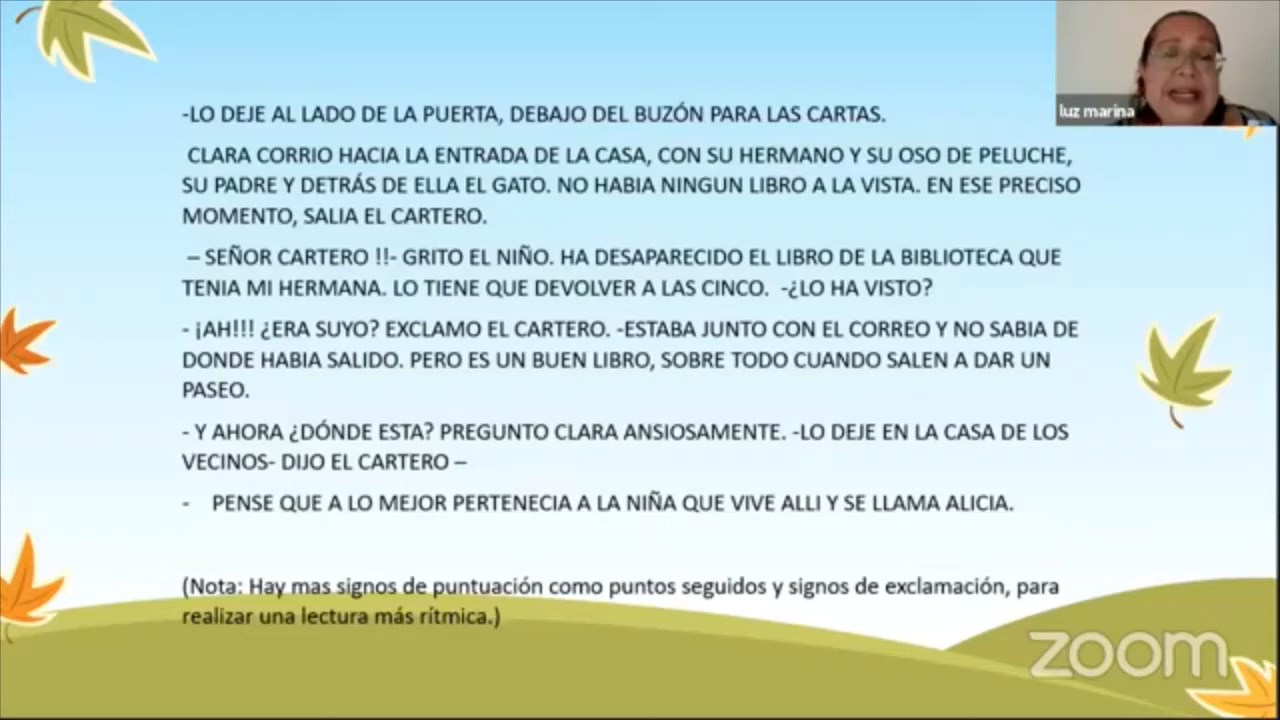 luz marina
-LO DEJE AL LADO DE LA PUERTA, DEBAJO DEL BUZÓN PARA LAS CARTAS.
CLARA CORRIO HACIA LA ENTRADA DE LA CASA, CON SU HERMANO Y SU OSO DE PELUCHE,
SU PADRE Y DETRÁS DE ELLA EL GATO. NO HABIA NINGUN LIBRO A LA VISTA. EN ESE PRECISO
MOMENTO, SALIA EL CARTERO.
– SEÑOR CARTERO !!- GRITO EL NIÑO. HA DESAPARECIDO EL LIBRO DE LA BIBLIOTECA QUE
TENIA MI HERMANA. LO TIENE QUE DEVOLVER A LAS CINCO. -¿LO HA VISTO?
- ¡AH!!! ¿ERA SUYO? EXCLAMO EL CARTERO. -ESTABA JUNTO CON EL CORREO Y NO SABIA DE
DONDE HABIA SALIDO. PERO ES UN BUEN LIBRO, SOBRE TODO CUANDO SALEN A DAR UN
PASEO.
- Y AHORA ¿DÓNDE ESTA? PREGUNTO CLARA ANSIOSAMENTE. -LO DEJE EN LA CASA DE LOS
VECINOS- DIJO EL CARTERO –
- PENSE QUE A LO MEJOR PERTENECIA A LA NIÑA QUE VIVE ALLI Y SE LLAMA ALICIA.
(Nota: Hay mas signos de puntuación como puntos seguidos y signos de exclamación, para
realizar una lectura más rítmica.)
zoom